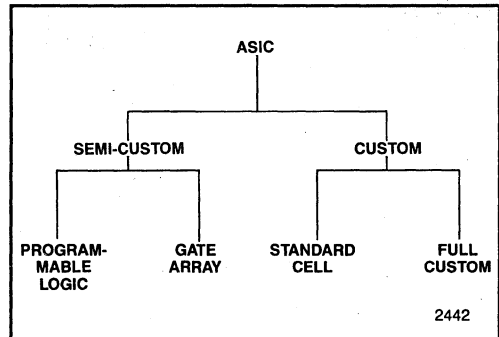 ASIC
SEMI-CUSTOM
CUSTOM
PROGRAM-
MABLE
LOGIC
GATE
ARRAY
STANDARD
CELL
FULL
CUSTOM
2442